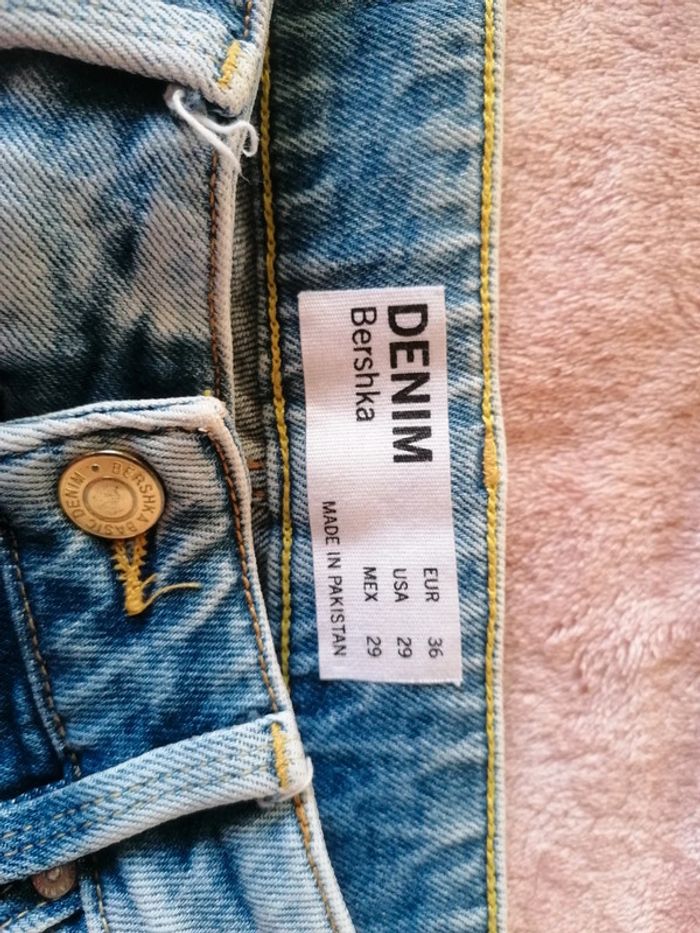 DENIM
Bershka
EUR 36
USA 29
MEX 29
MADE IN PAKISTAN
BERSHKA BASIC DENIM